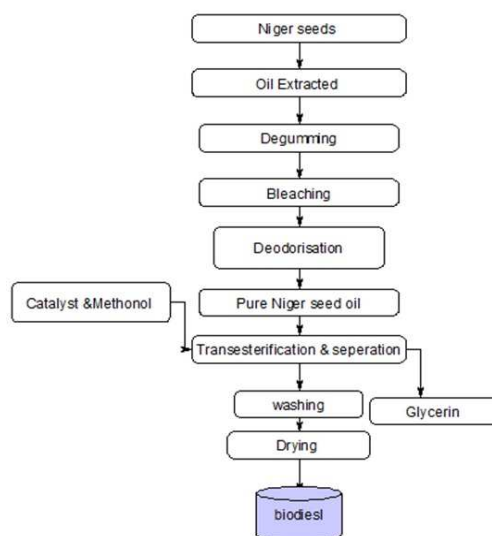 Niger seeds
Oil Extracted
Degumming
Bleaching
Deodorisation
Catalyst &Methonol
Pure Niger seed oil
Transesterification & seperation
washing
Glycerin
Drying
biodiesl